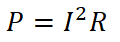 P = I²R